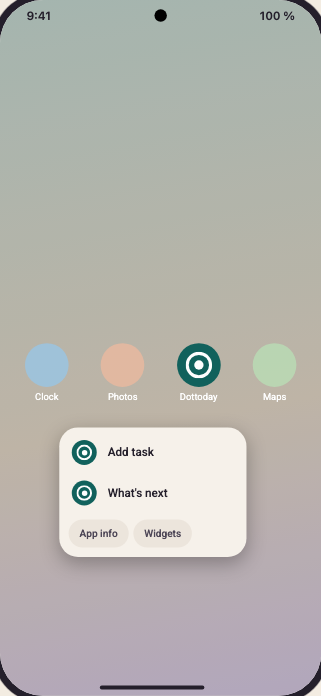 9:41 100 %
Clock Photos Dottoday Maps
Add task
What's next
App info Widgets